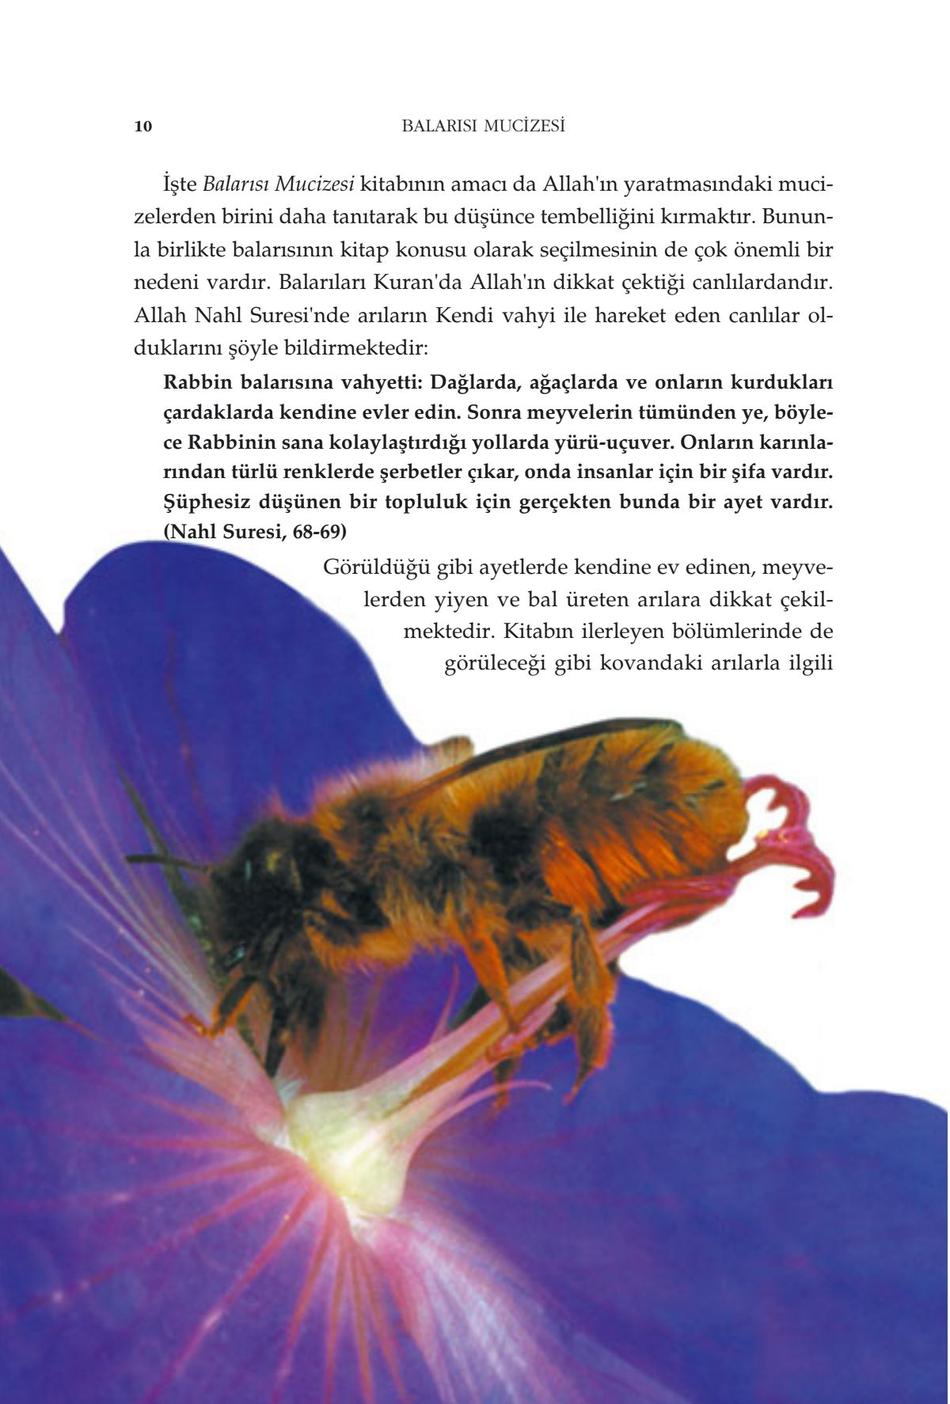 10
BALARISI MUCİZESİ
İşte Balarısı Mucizesi kitabının amacı da Allah'ın yaratmasındaki muci-
zelerden birini daha tanıtarak bu düşünce tembelliğini kırmaktır. Bunun-
la birlikte balarısının kitap konusu olarak seçilmesinin de çok önemli bir
nedeni vardır. Balarıları Kuran'da Allah'ın dikkat çektiği canlılardandır.
Allah Nahl Suresi'nde arıların Kendi vahyi ile hareket eden canlılar ol-
duklarını şöyle bildirmektedir:
Rabbin balarısına vahyetti: Dağlarda, ağaçlarda ve onların kurdukları
çardaklarda kendine evler edin. Sonra meyvelerin tümünden ye, böyle-
ce Rabbinin sana kolaylaştırdığı yollarda yürü-uçuver. Onların karınla-
rından türlü renklerde şerbetler çıkar, onda insanlar için bir şifa vardır.
Şüphesiz düşünen bir topluluk için gerçekten bunda bir ayet vardır.
(Nahl Suresi, 68-69)
Görüldüğü gibi ayetlerde kendine ev edinen, meyve-
lerden yiyen ve bal üreten arılara dikkat çekil-
mektedir. Kitabın ilerleyen bölümlerinde de
görüleceği gibi kovandaki arılarla ilgili